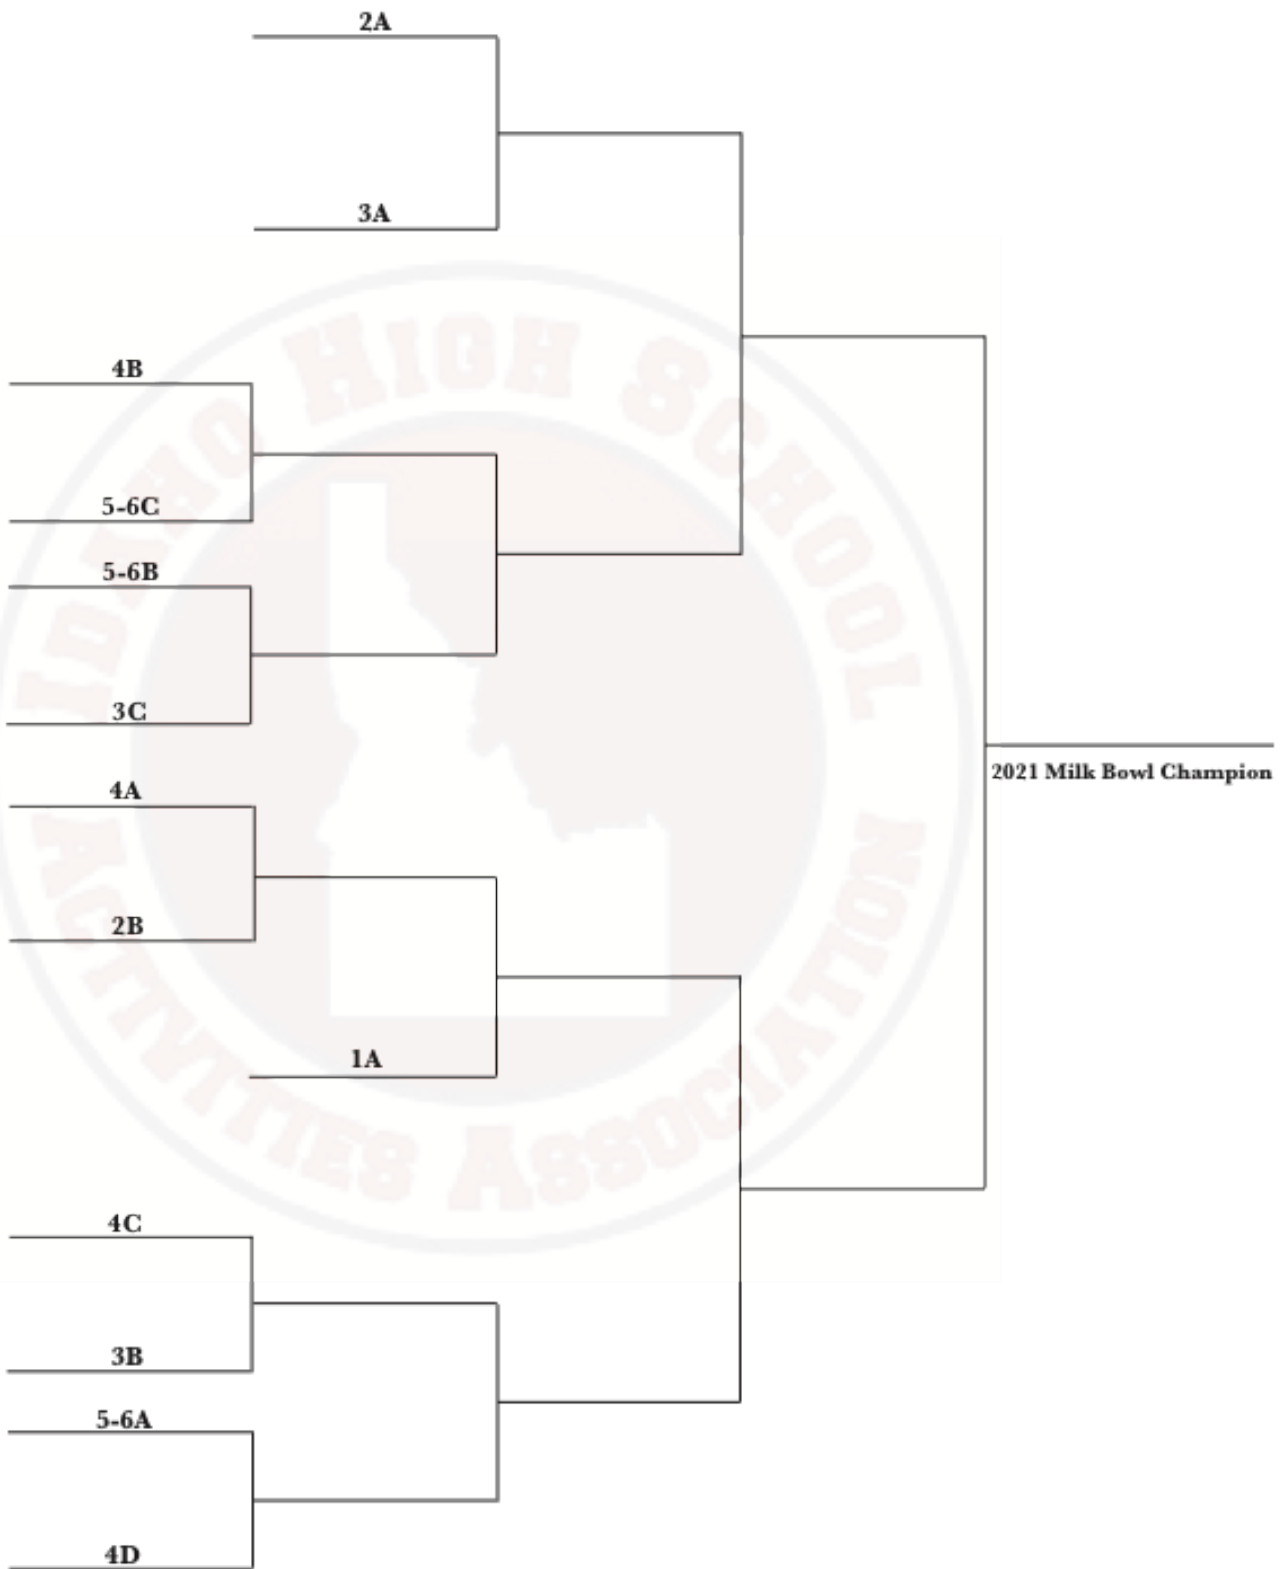 2A
3A
4B
5-6C
5-6B
3C
4A
2B
1A
4C
3B
5-6A
4D
2021 Milk Bowl Champion
IDAHO HIGH SCHOOL
ACTIVITIES ASSOCIATION